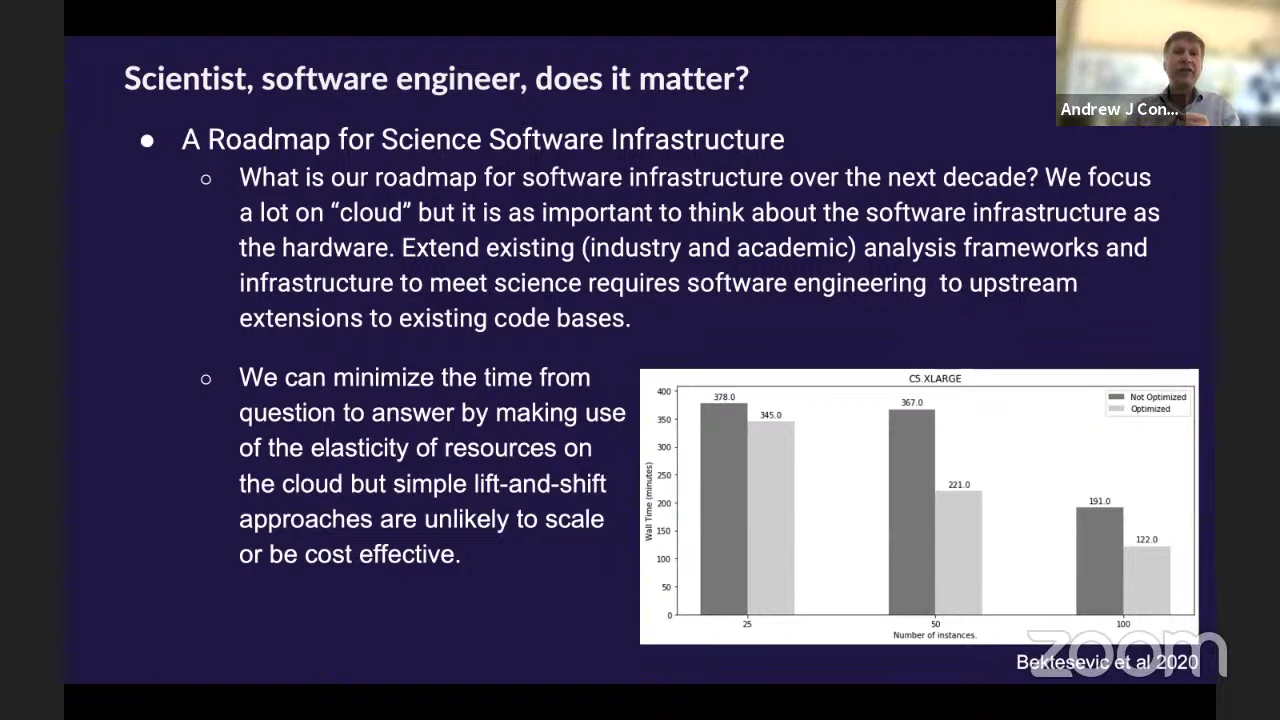 Scientist, software engineer, does it matter?
Andrew J Con...
● A Roadmap for Science Software Infrastructure
○ What is our roadmap for software infrastructure over the next decade? We focus
a lot on “cloud” but it is as important to think about the software infrastructure as
the hardware. Extend existing (industry and academic) analysis frameworks and
infrastructure to meet science requires software engineering to upstream
extensions to existing code bases.
○ We can minimize the time from
question to answer by making use
of the elasticity of resources on
the cloud but simple lift-and-shift
approaches are unlikely to scale
or be cost effective.
C5.XLARGE
Not Optimized
Optimized
Wall Time (minutes)
400
350
300
250
200
150
100
50
0
378.0
345.0
367.0
221.0
191.0
122.0
25
50
100
Number of instances.
zoom
Bektesevic et al 2020